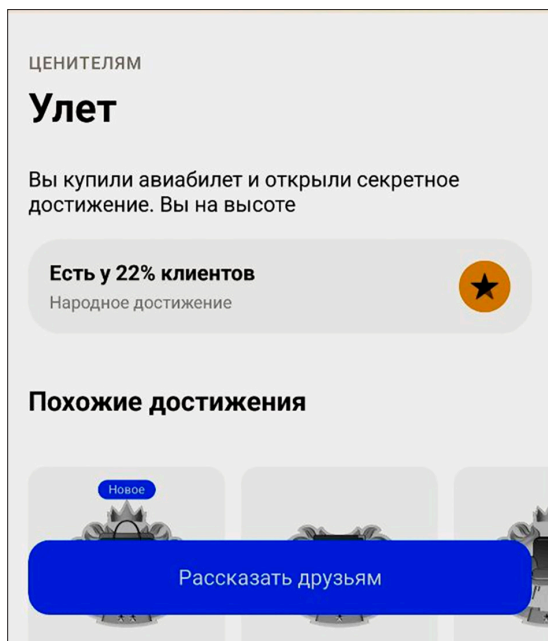 ЦЕНИТЕЛЯМ
Улет
Вы купили авиабилет и открыли секретное
достижение. Вы на высоте
Есть у 22% клиентов
Народное достижение
Похожие достижения
Новое
Рассказать друзьям